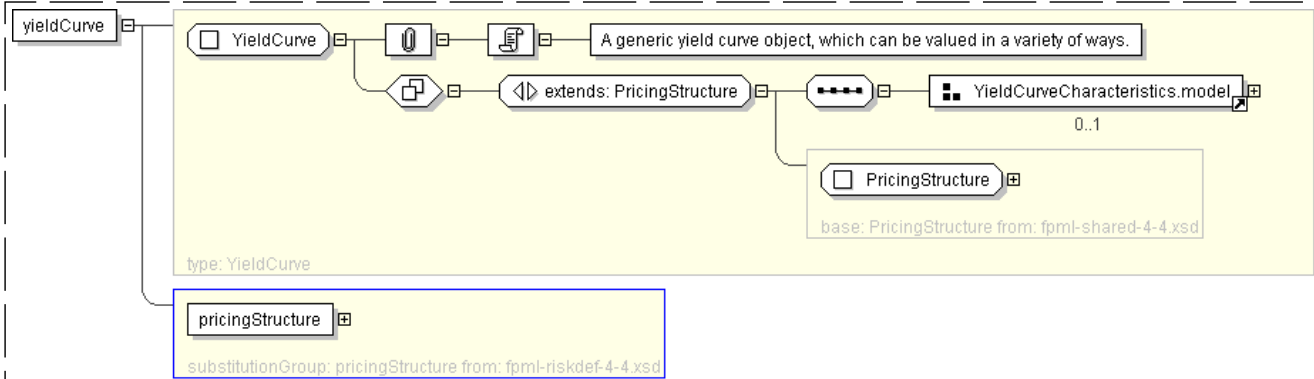 yieldCurve
YieldCurve
A generic yield curve object, which can be valued in a variety of ways.
extends: PricingStructure
YieldCurveCharacteristics.model
0..1
PricingStructure
base: PricingStructure from: fpml-shared-4-4.xsd
type: YieldCurve
pricingStructure
substitutionGroup: pricingStructure from: fpml-riskdef-4-4.xsd